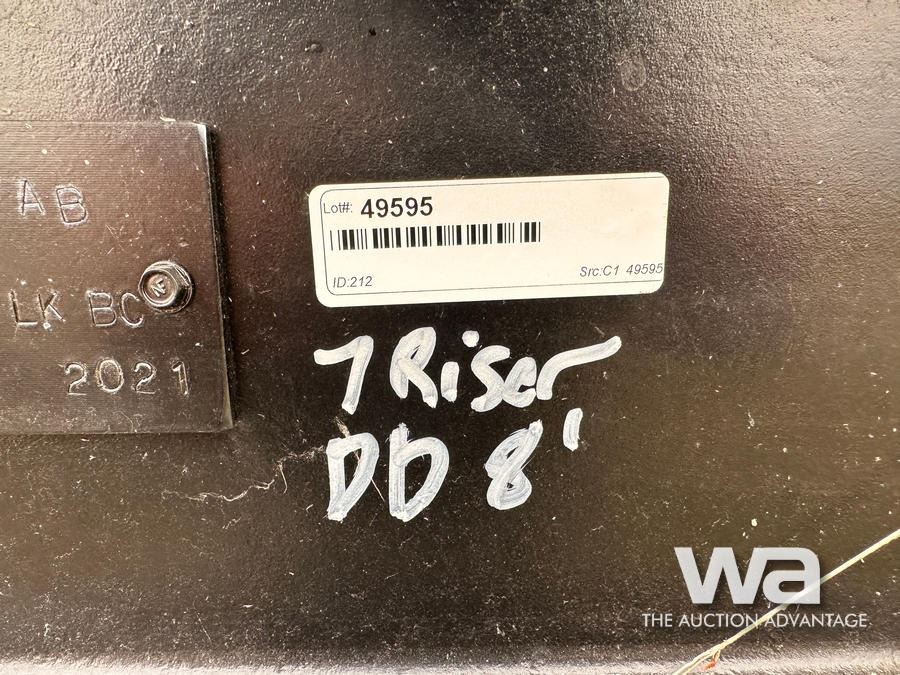 AB
LK BC
2021
Lot#: 49595
ID:212
Src:C1 49595
7 Riser
DD 8'
wa
THE AUCTION ADVANTAGE